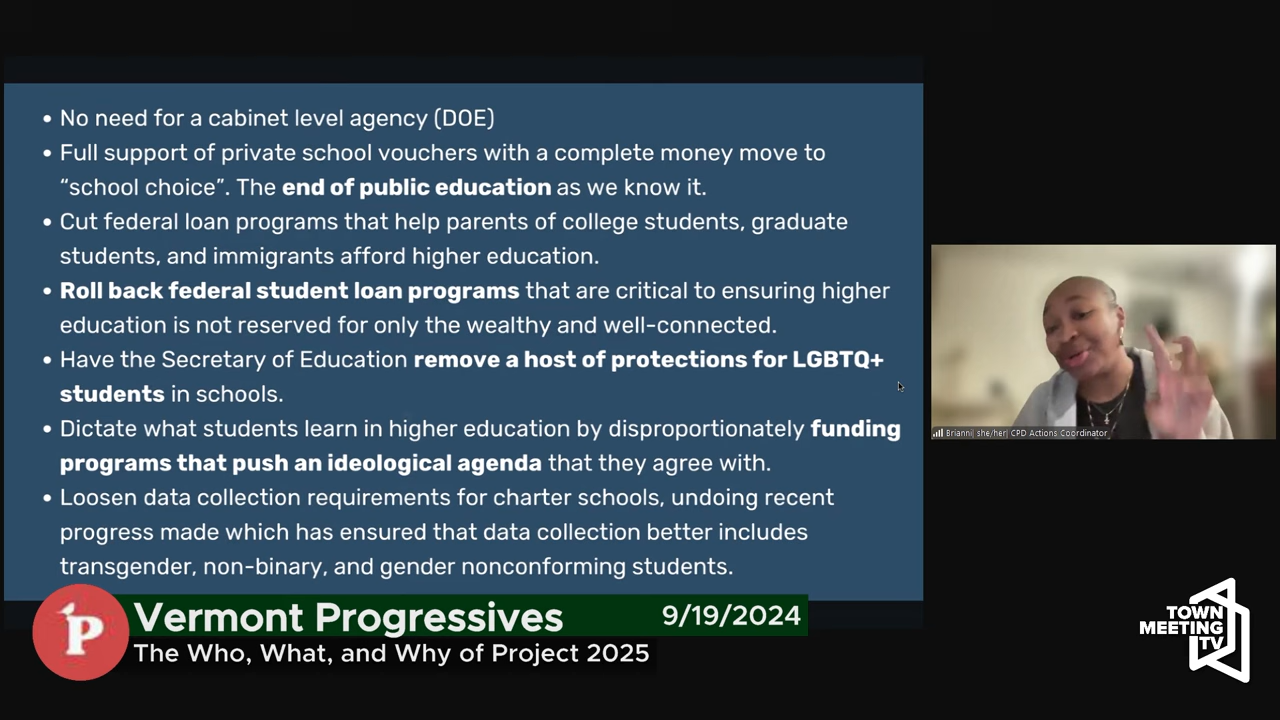 • No need for a cabinet level agency (DOE)
• Full support of private school vouchers with a complete money move to
“school choice”. The end of public education as we know it.
• Cut federal loan programs that help parents of college students, graduate
students, and immigrants afford higher education.
• Roll back federal student loan programs that are critical to ensuring higher
education is not reserved for only the wealthy and well-connected.
• Have the Secretary of Education remove a host of protections for LGBTQ+
students in schools.
• Dictate what students learn in higher education by disproportionately funding
programs that push an ideological agenda that they agree with.
• Loosen data collection requirements for charter schools, undoing recent
progress made which has ensured that data collection better includes
transgender, non-binary, and gender nonconforming students.
Brianni| she/her| CPD Actions Coordinator
P
Vermont Progressives 9/19/2024
The Who, What, and Why of Project 2025
TOWN
MEETING
TV